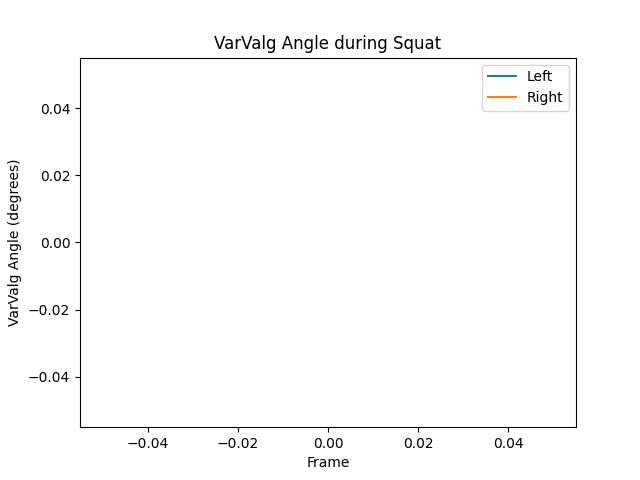 VarValg Angle during Squat
Left
Right
0.04
0.02
0.00
−0.02
−0.04
VarValg Angle (degrees)
−0.04 −0.02 0.00 0.02 0.04
Frame